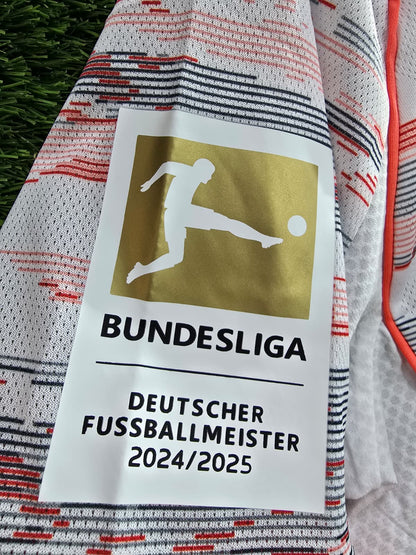 BUNDESLIGA
DEUTSCHER
FUSSBALLMEISTER
2024/2025